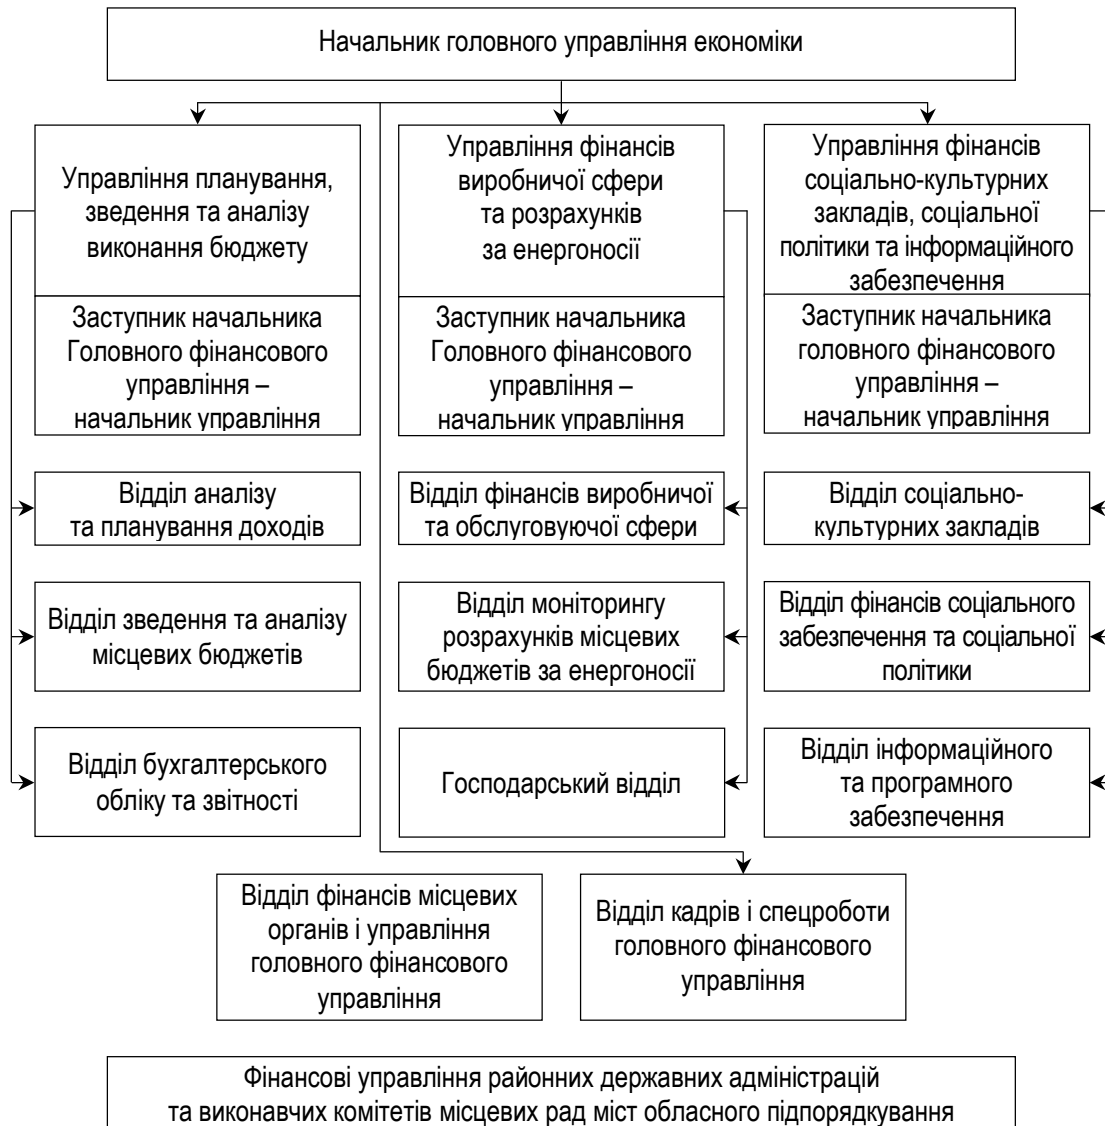 Начальник головного управління економіки
Управління планування,
зведення та аналізу
виконання бюджету
Заступник начальника
Головного фінансового
управління –
начальник управління
Управління фінансів
виробничої сфери
та розрахунків
за енергоносії
Заступник начальника
Головного фінансового
управління –
начальник управління
Управління фінансів
соціально-культурних
закладів, соціальної
політики та інформаційного
забезпечення
Заступник начальника
головного фінансового
управління –
начальник управління
Відділ аналізу
та планування доходів
Відділ фінансів виробничої
та обслуговуючої сфери
Відділ соціально-
культурних закладів
Відділ зведення та аналізу
місцевих бюджетів
Відділ моніторингу
розрахунків місцевих
бюджетів за енергоносії
Відділ фінансів соціального
забезпечення та соціальної
політики
Відділ бухгалтерського
обліку та звітності
Господарський відділ
Відділ інформаційного
та програмного
забезпечення
Відділ фінансів місцевих
органів і управління
головного фінансового
управління
Відділ кадрів і спецроботи
головного фінансового
управління
Фінансові управління районних державних адміністрацій
та виконавчих комітетів місцевих рад міст обласного підпорядкування